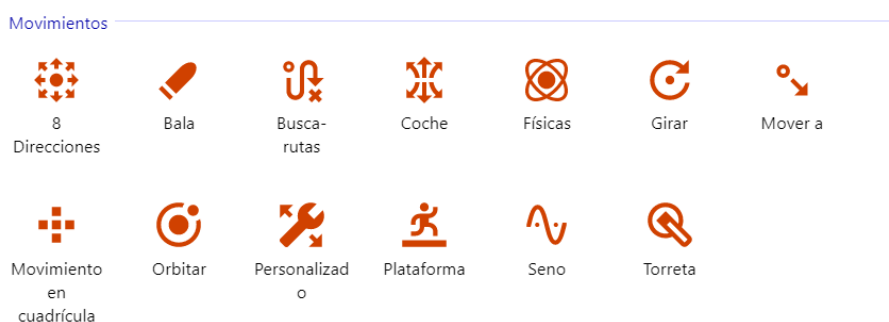 Movimientos
8
Direcciones
Bala
Busca-
rutas
Coche
Físicas
Girar
Mover a
Movimiento
en
cuadrícula
Orbitar
Personalizad
o
Plataforma
Seno
Torreta